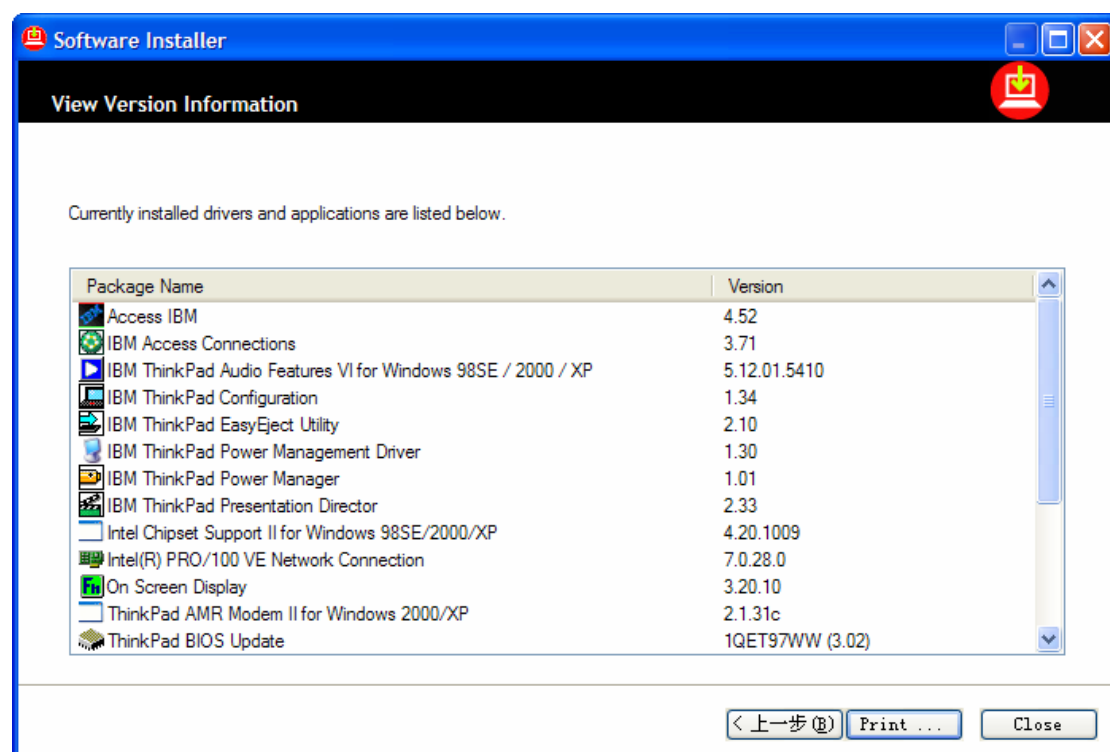 Software Installer
View Version Information
Currently installed drivers and applications are listed below.
Package Name Version
Access IBM 4.52
IBM Access Connections 3.71
IBM ThinkPad Audio Features VI for Windows 98SE / 2000 / XP 5.12.01.5410
IBM ThinkPad Configuration 1.34
IBM ThinkPad EasyEject Utility 2.10
IBM ThinkPad Power Management Driver 1.30
IBM ThinkPad Power Manager 1.01
IBM ThinkPad Presentation Director 2.33
Intel Chipset Support II for Windows 98SE/2000/XP 4.20.1009
Intel(R) PRO/100 VE Network Connection 7.0.28.0
Fn On Screen Display 3.20.10
ThinkPad AMR Modem II for Windows 2000/XP 2.1.31c
ThinkPad BIOS Update 1QET97WW (3.02)
< 上一步(B) Print ... Close